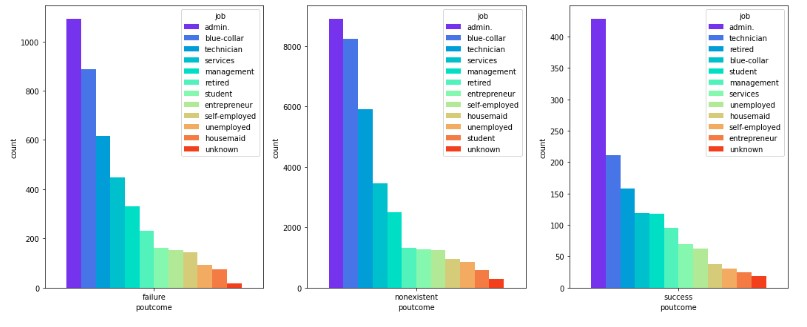 count
1000
800
600
400
200
0
job
admin.
blue-collar
technician
services
management
retired
student
entrepreneur
self-employed
unemployed
housemaid
unknown
failure
poutcome
count
8000
6000
4000
2000
0
job
admin.
blue-collar
technician
services
management
retired
entrepreneur
self-employed
housemaid
unemployed
student
unknown
nonexistent
poutcome
count
400
350
300
250
200
150
100
50
0
job
admin.
technician
retired
blue-collar
student
management
services
unemployed
housemaid
self-employed
entrepreneur
unknown
success
poutcome